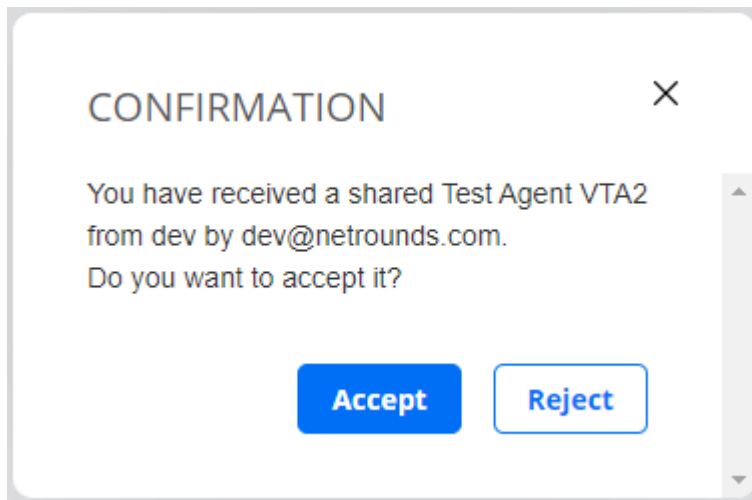 CONFIRMATION
You have received a shared Test Agent VTA2
from dev by dev@netrounds.com.
Do you want to accept it?
Accept Reject